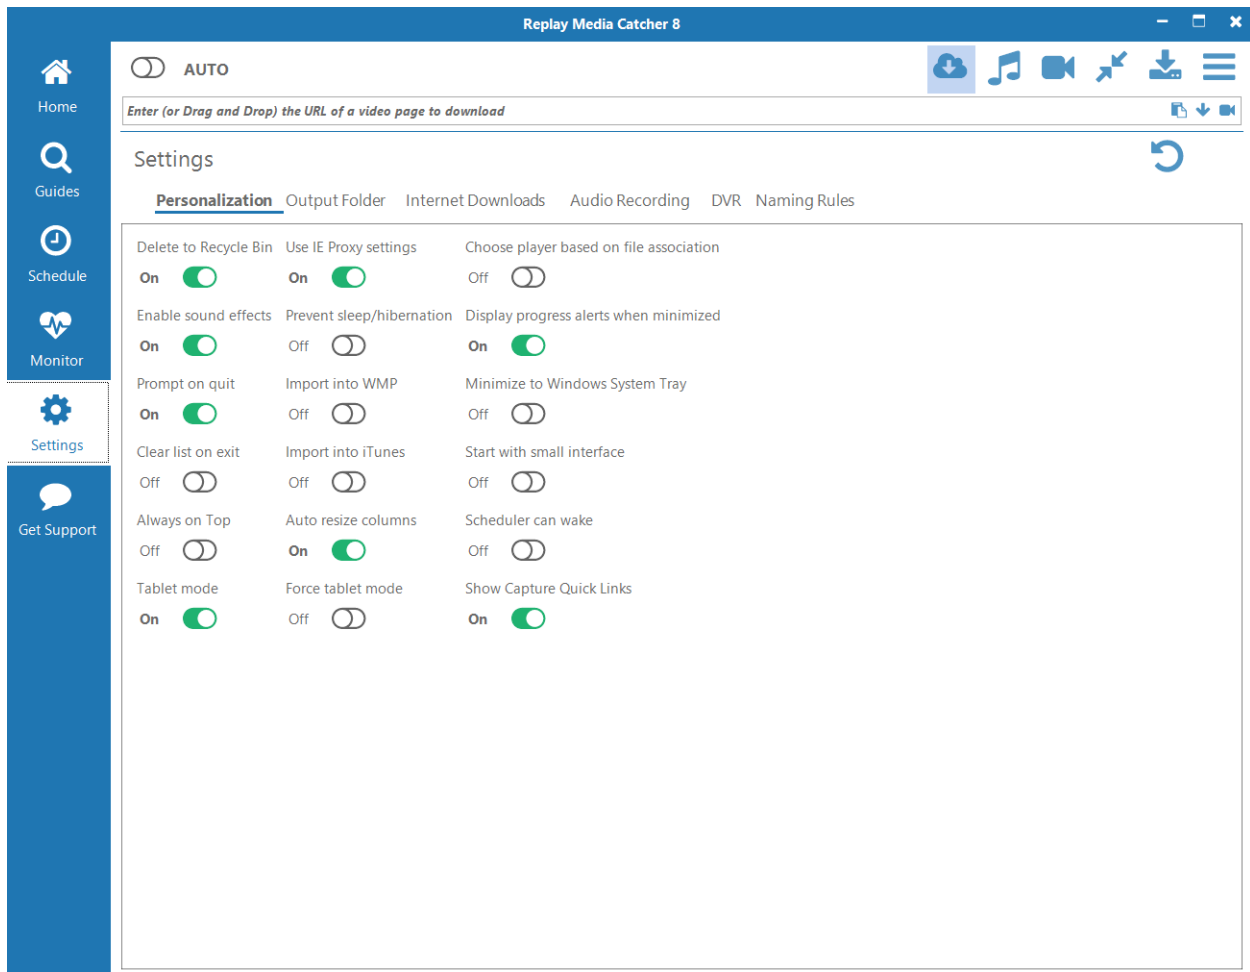 Replay Media Catcher 8
AUTO
Enter (or Drag and Drop) the URL of a video page to download
Home
Guides
Schedule
Monitor
Settings
Get Support
Settings
Personalization Output Folder Internet Downloads Audio Recording DVR Naming Rules
Delete to Recycle Bin Use IE Proxy settings Choose player based on file association
On On Off
Enable sound effects Prevent sleep/hibernation Display progress alerts when minimized
On Off On
Prompt on quit Import into WMP Minimize to Windows System Tray
On Off Off
Clear list on exit Import into iTunes Start with small interface
Off Off Off
Always on Top Auto resize columns Scheduler can wake
Off On Off
Tablet mode Force tablet mode Show Capture Quick Links
On Off On